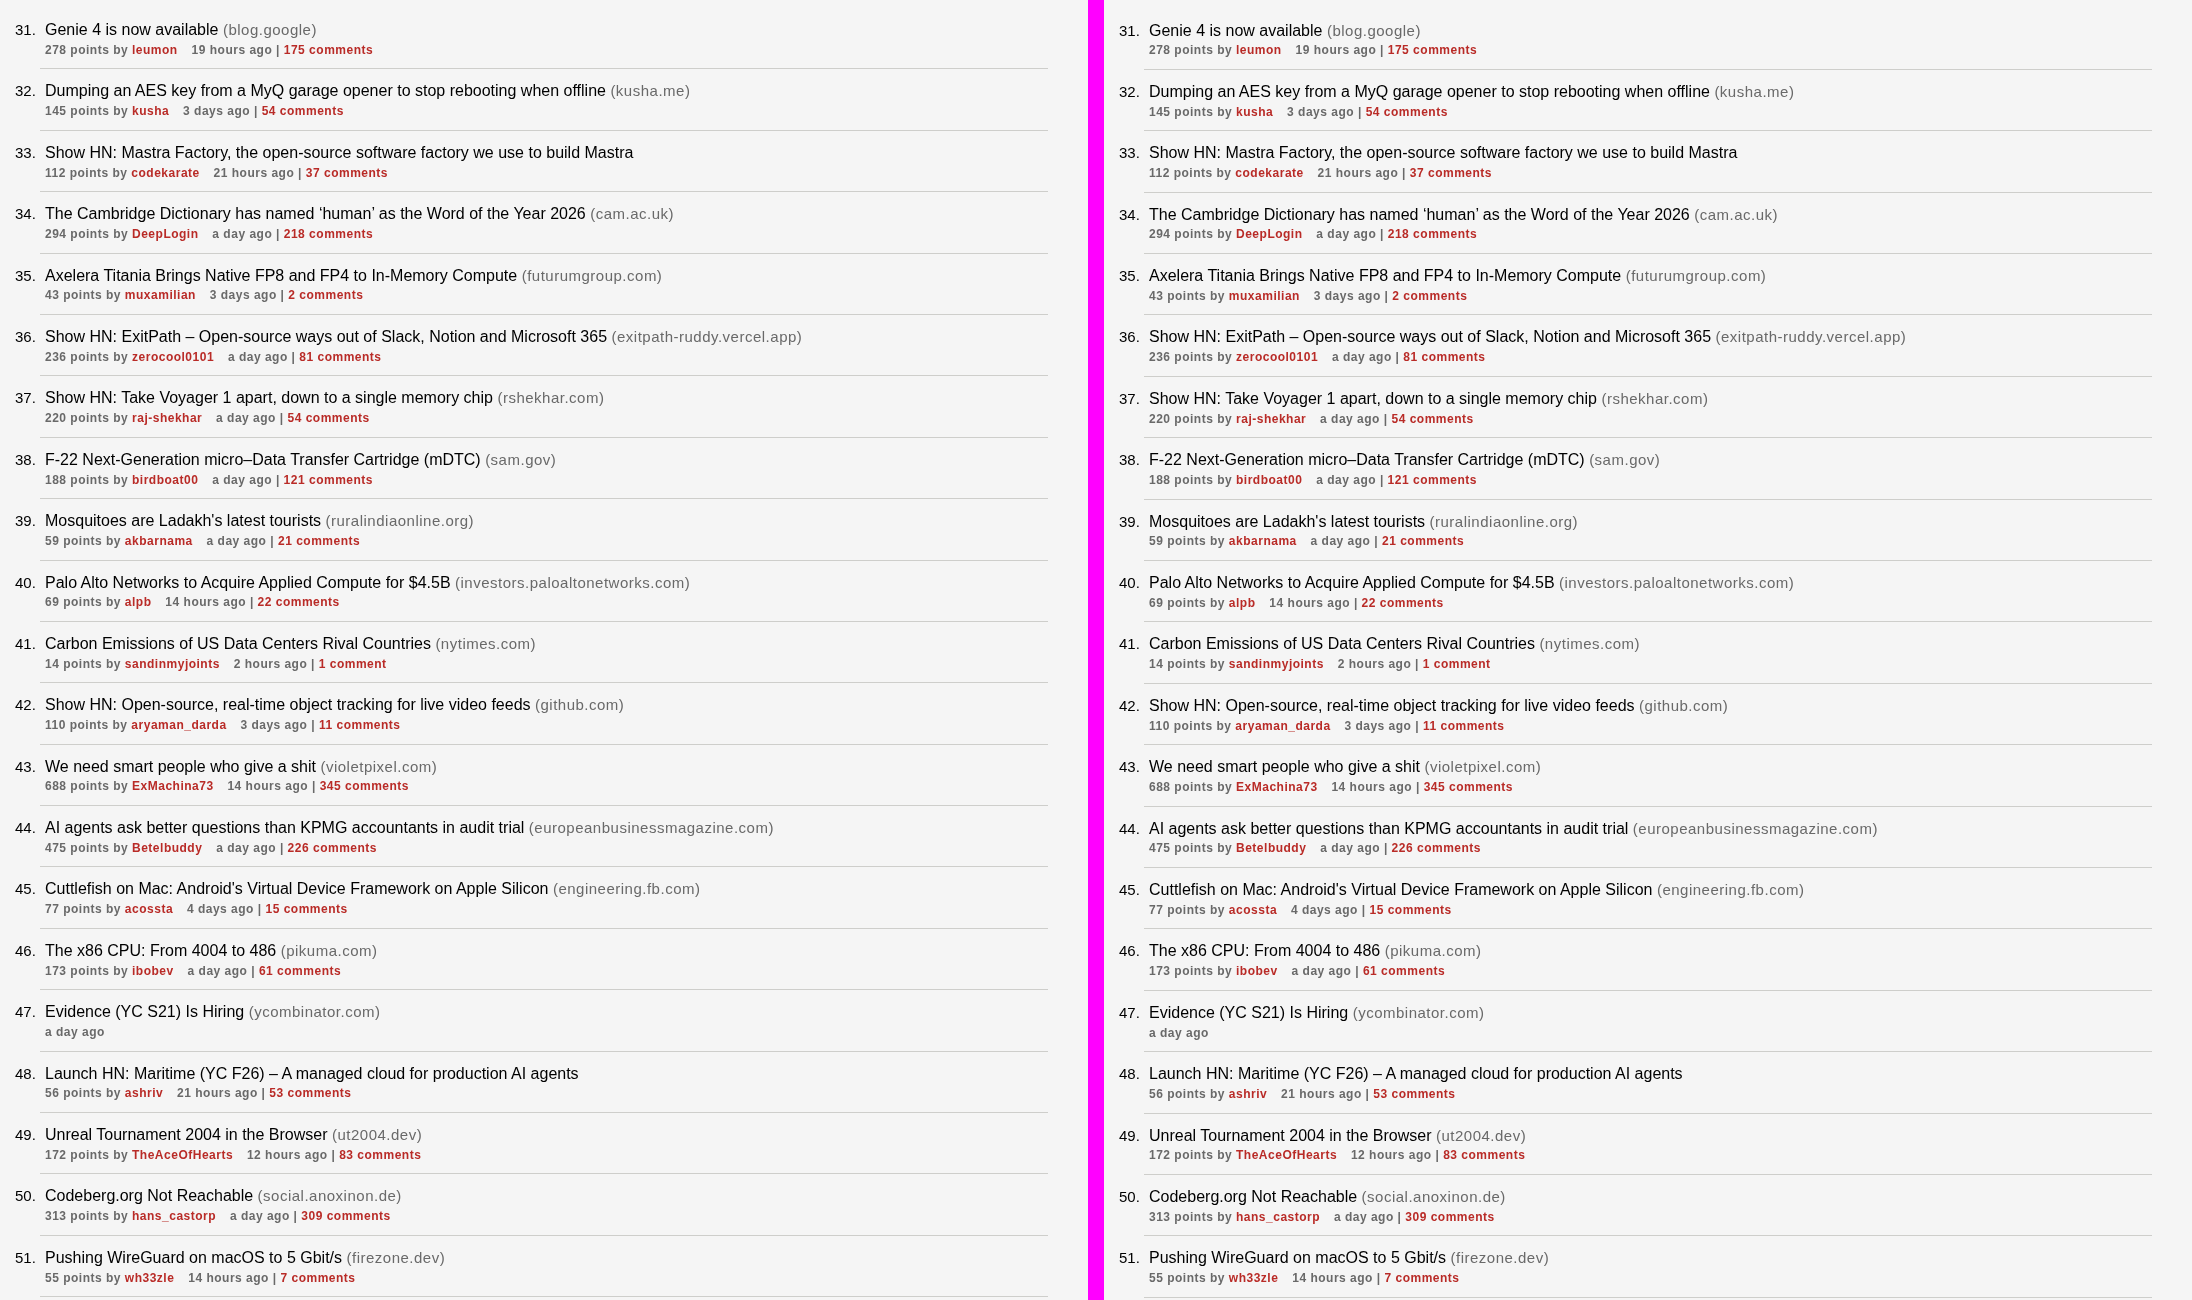 31. Genie 4 is now available (blog.google)
278 points by leumon 19 hours ago | 175 comments
32. Dumping an AES key from a MyQ garage opener to stop rebooting when offline (kusha.me)
145 points by kusha 3 days ago | 54 comments
33. Show HN: Mastra Factory, the open-source software factory we use to build Mastra
112 points by codekarate 21 hours ago | 37 comments
34. The Cambridge Dictionary has named ‘human’ as the Word of the Year 2026 (cam.ac.uk)
294 points by DeepLogin a day ago | 218 comments
35. Axelera Titania Brings Native FP8 and FP4 to In-Memory Compute (futurumgroup.com)
43 points by muxamilian 3 days ago | 2 comments
36. Show HN: ExitPath – Open-source ways out of Slack, Notion and Microsoft 365 (exitpath-ruddy.vercel.app)
236 points by zerocool0101 a day ago | 81 comments
37. Show HN: Take Voyager 1 apart, down to a single memory chip (rshekhar.com)
220 points by raj-shekhar a day ago | 54 comments
38. F-22 Next-Generation micro–Data Transfer Cartridge (mDTC) (sam.gov)
188 points by birdboat00 a day ago | 121 comments
39. Mosquitoes are Ladakh's latest tourists (ruralindiaonline.org)
59 points by akbarnama a day ago | 21 comments
40. Palo Alto Networks to Acquire Applied Compute for $4.5B (investors.paloaltonetworks.com)
69 points by alpb 14 hours ago | 22 comments
41. Carbon Emissions of US Data Centers Rival Countries (nytimes.com)
14 points by sandinmyjoints 2 hours ago | 1 comment
42. Show HN: Open-source, real-time object tracking for live video feeds (github.com)
110 points by aryaman_darda 3 days ago | 11 comments
43. We need smart people who give a shit (violetpixel.com)
688 points by ExMachina73 14 hours ago | 345 comments
44. AI agents ask better questions than KPMG accountants in audit trial (europeanbusinessmagazine.com)
475 points by Betelbuddy a day ago | 226 comments
45. Cuttlefish on Mac: Android's Virtual Device Framework on Apple Silicon (engineering.fb.com)
77 points by acossta 4 days ago | 15 comments
46. The x86 CPU: From 4004 to 486 (pikuma.com)
173 points by ibobev a day ago | 61 comments
47. Evidence (YC S21) Is Hiring (ycombinator.com)
a day ago
48. Launch HN: Maritime (YC F26) – A managed cloud for production AI agents
56 points by ashriv 21 hours ago | 53 comments
49. Unreal Tournament 2004 in the Browser (ut2004.dev)
172 points by TheAceOfHearts 12 hours ago | 83 comments
50. Codeberg.org Not Reachable (social.anoxinon.de)
313 points by hans_castorp a day ago | 309 comments
51. Pushing WireGuard on macOS to 5 Gbit/s (firezone.dev)
55 points by wh33zle 14 hours ago | 7 comments
31. Genie 4 is now available (blog.google)
278 points by leumon 19 hours ago | 175 comments
32. Dumping an AES key from a MyQ garage opener to stop rebooting when offline (kusha.me)
145 points by kusha 3 days ago | 54 comments
33. Show HN: Mastra Factory, the open-source software factory we use to build Mastra
112 points by codekarate 21 hours ago | 37 comments
34. The Cambridge Dictionary has named ‘human’ as the Word of the Year 2026 (cam.ac.uk)
294 points by DeepLogin a day ago | 218 comments
35. Axelera Titania Brings Native FP8 and FP4 to In-Memory Compute (futurumgroup.com)
43 points by muxamilian 3 days ago | 2 comments
36. Show HN: ExitPath – Open-source ways out of Slack, Notion and Microsoft 365 (exitpath-ruddy.vercel.app)
236 points by zerocool0101 a day ago | 81 comments
37. Show HN: Take Voyager 1 apart, down to a single memory chip (rshekhar.com)
220 points by raj-shekhar a day ago | 54 comments
38. F-22 Next-Generation micro–Data Transfer Cartridge (mDTC) (sam.gov)
188 points by birdboat00 a day ago | 121 comments
39. Mosquitoes are Ladakh's latest tourists (ruralindiaonline.org)
59 points by akbarnama a day ago | 21 comments
40. Palo Alto Networks to Acquire Applied Compute for $4.5B (investors.paloaltonetworks.com)
69 points by alpb 14 hours ago | 22 comments
41. Carbon Emissions of US Data Centers Rival Countries (nytimes.com)
14 points by sandinmyjoints 2 hours ago | 1 comment
42. Show HN: Open-source, real-time object tracking for live video feeds (github.com)
110 points by aryaman_darda 3 days ago | 11 comments
43. We need smart people who give a shit (violetpixel.com)
688 points by ExMachina73 14 hours ago | 345 comments
44. AI agents ask better questions than KPMG accountants in audit trial (europeanbusinessmagazine.com)
475 points by Betelbuddy a day ago | 226 comments
45. Cuttlefish on Mac: Android's Virtual Device Framework on Apple Silicon (engineering.fb.com)
77 points by acossta 4 days ago | 15 comments
46. The x86 CPU: From 4004 to 486 (pikuma.com)
173 points by ibobev a day ago | 61 comments
47. Evidence (YC S21) Is Hiring (ycombinator.com)
a day ago
48. Launch HN: Maritime (YC F26) – A managed cloud for production AI agents
56 points by ashriv 21 hours ago | 53 comments
49. Unreal Tournament 2004 in the Browser (ut2004.dev)
172 points by TheAceOfHearts 12 hours ago | 83 comments
50. Codeberg.org Not Reachable (social.anoxinon.de)
313 points by hans_castorp a day ago | 309 comments
51. Pushing WireGuard on macOS to 5 Gbit/s (firezone.dev)
55 points by wh33zle 14 hours ago | 7 comments